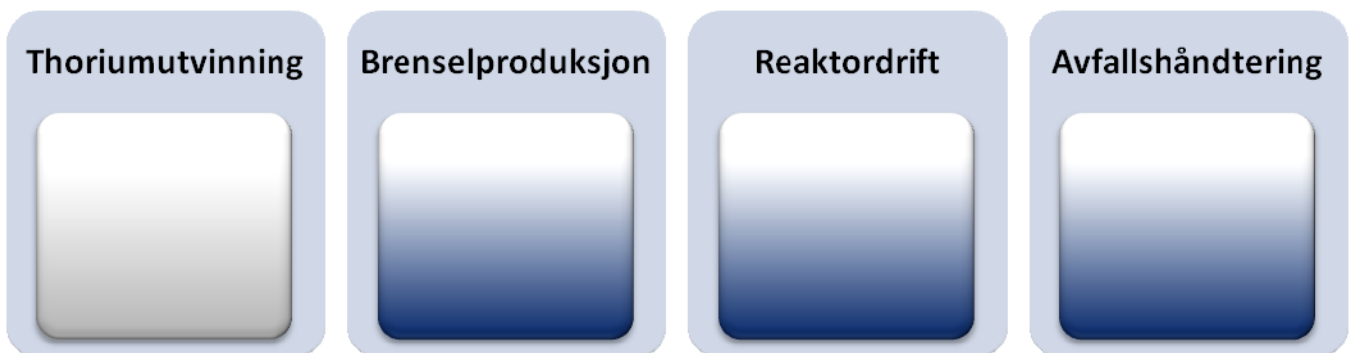 Thoriumutvinning
Brenselproduksjon
Reaktordrift
Avfallshåndtering